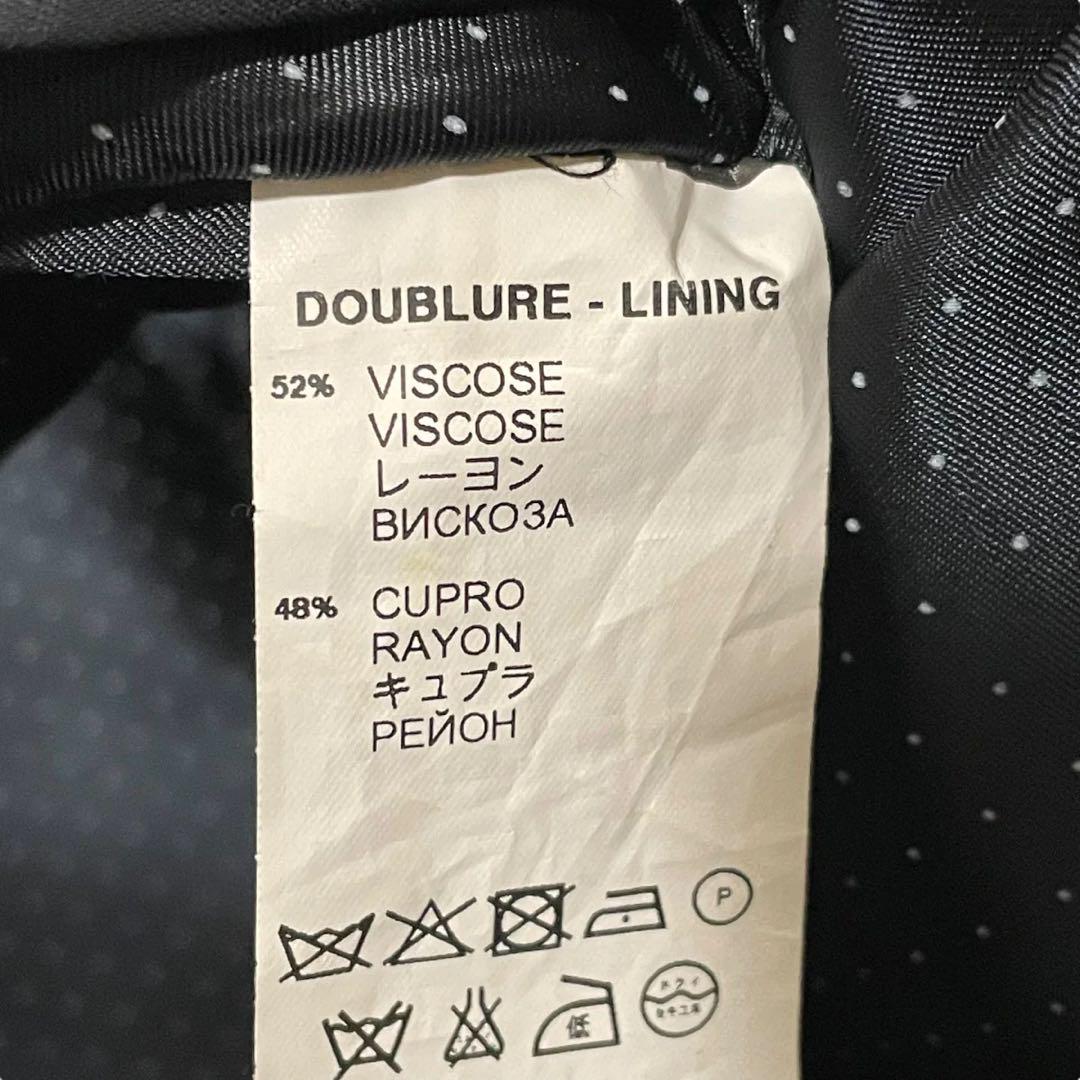 DOUBLURE - LINING
52% VISCOSE
VISCOSE
レーヨン
ВИСКОЗА
48% CUPRO
RAYON
キュプラ
РЕЙОН
P
低